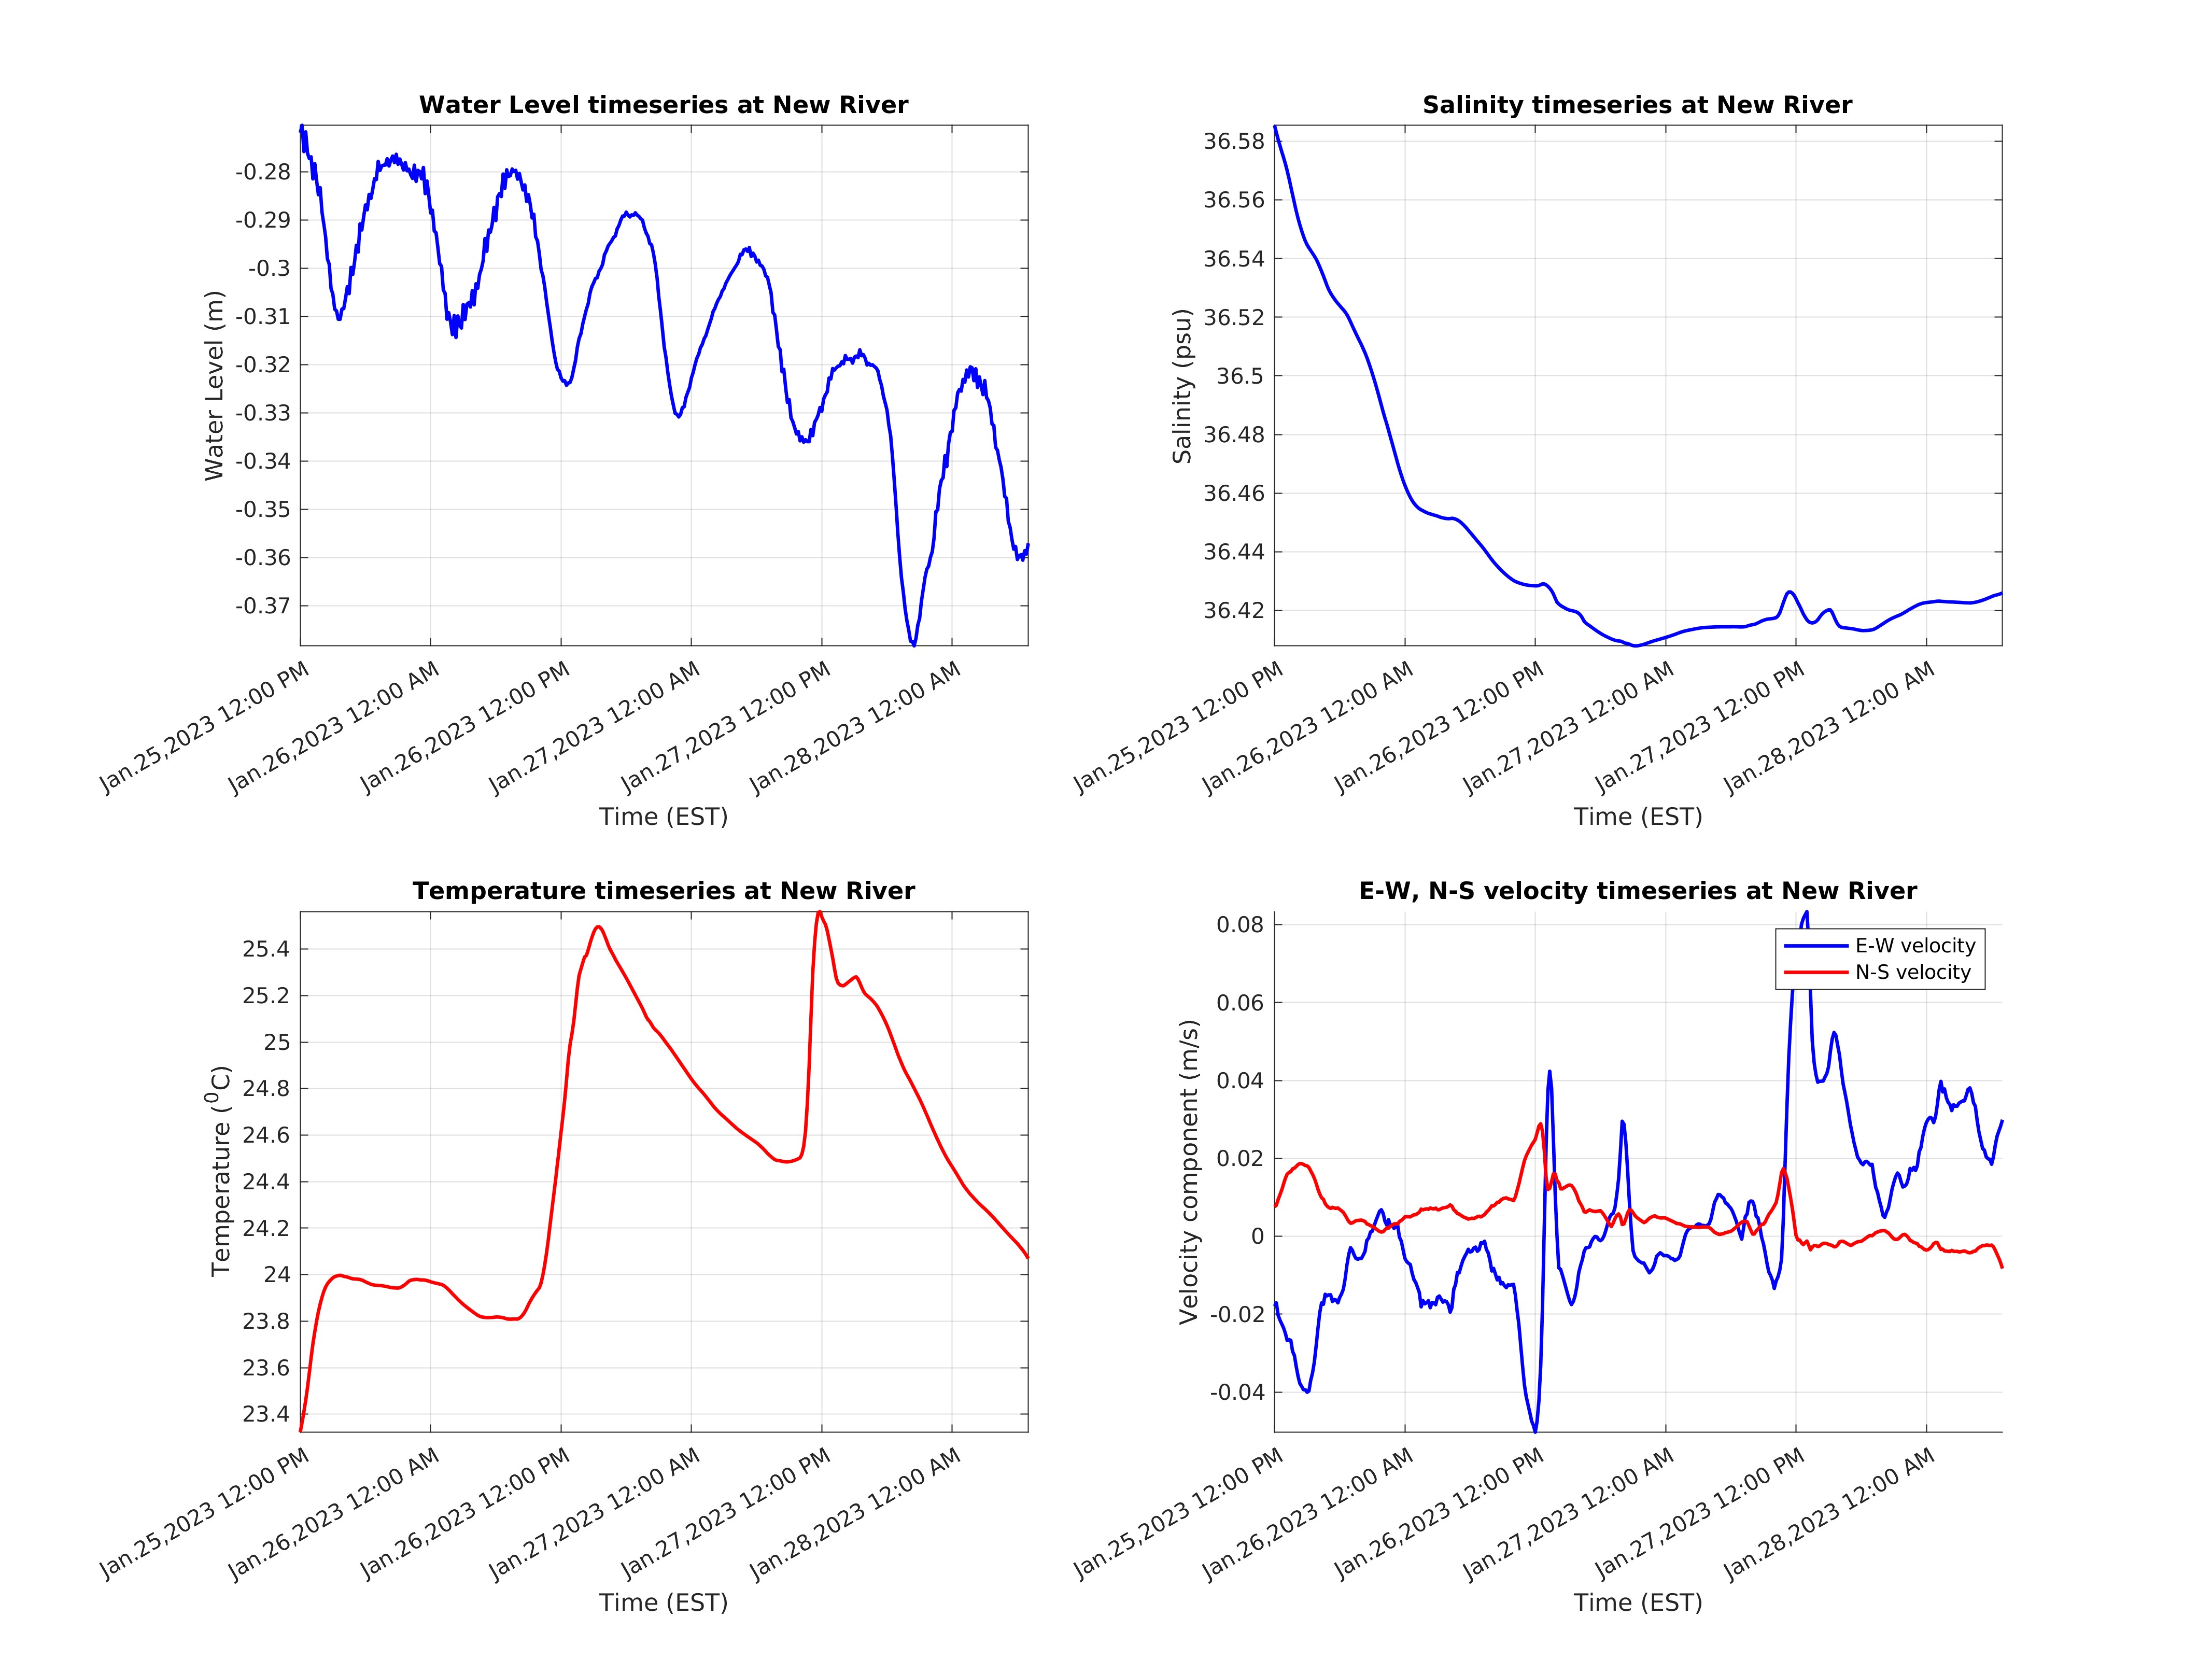 Water Level timeseries at New River
Water Level (m)
-0.28
-0.29
-0.3
-0.31
-0.32
-0.33
-0.34
-0.35
-0.36
-0.37
Jan.25,2023 12:00 PM
Jan.26,2023 12:00 AM
Jan.26,2023 12:00 PM
Jan.27,2023 12:00 AM
Jan.27,2023 12:00 PM
Jan.28,2023 12:00 AM
Time (EST)
Salinity timeseries at New River
Salinity (psu)
36.58
36.56
36.54
36.52
36.5
36.48
36.46
36.44
36.42
Jan.25,2023 12:00 PM
Jan.26,2023 12:00 AM
Jan.26,2023 12:00 PM
Jan.27,2023 12:00 AM
Jan.27,2023 12:00 PM
Jan.28,2023 12:00 AM
Time (EST)
Temperature timeseries at New River
Temperature (⁰C)
25.4
25.2
25
24.8
24.6
24.4
24.2
24
23.8
23.6
23.4
Jan.25,2023 12:00 PM
Jan.26,2023 12:00 AM
Jan.26,2023 12:00 PM
Jan.27,2023 12:00 AM
Jan.27,2023 12:00 PM
Jan.28,2023 12:00 AM
Time (EST)
E-W, N-S velocity timeseries at New River
Velocity component (m/s)
0.08
0.06
0.04
0.02
0
-0.02
-0.04
E-W velocity
N-S velocity
Jan.25,2023 12:00 PM
Jan.26,2023 12:00 AM
Jan.26,2023 12:00 PM
Jan.27,2023 12:00 AM
Jan.27,2023 12:00 PM
Jan.28,2023 12:00 AM
Time (EST)